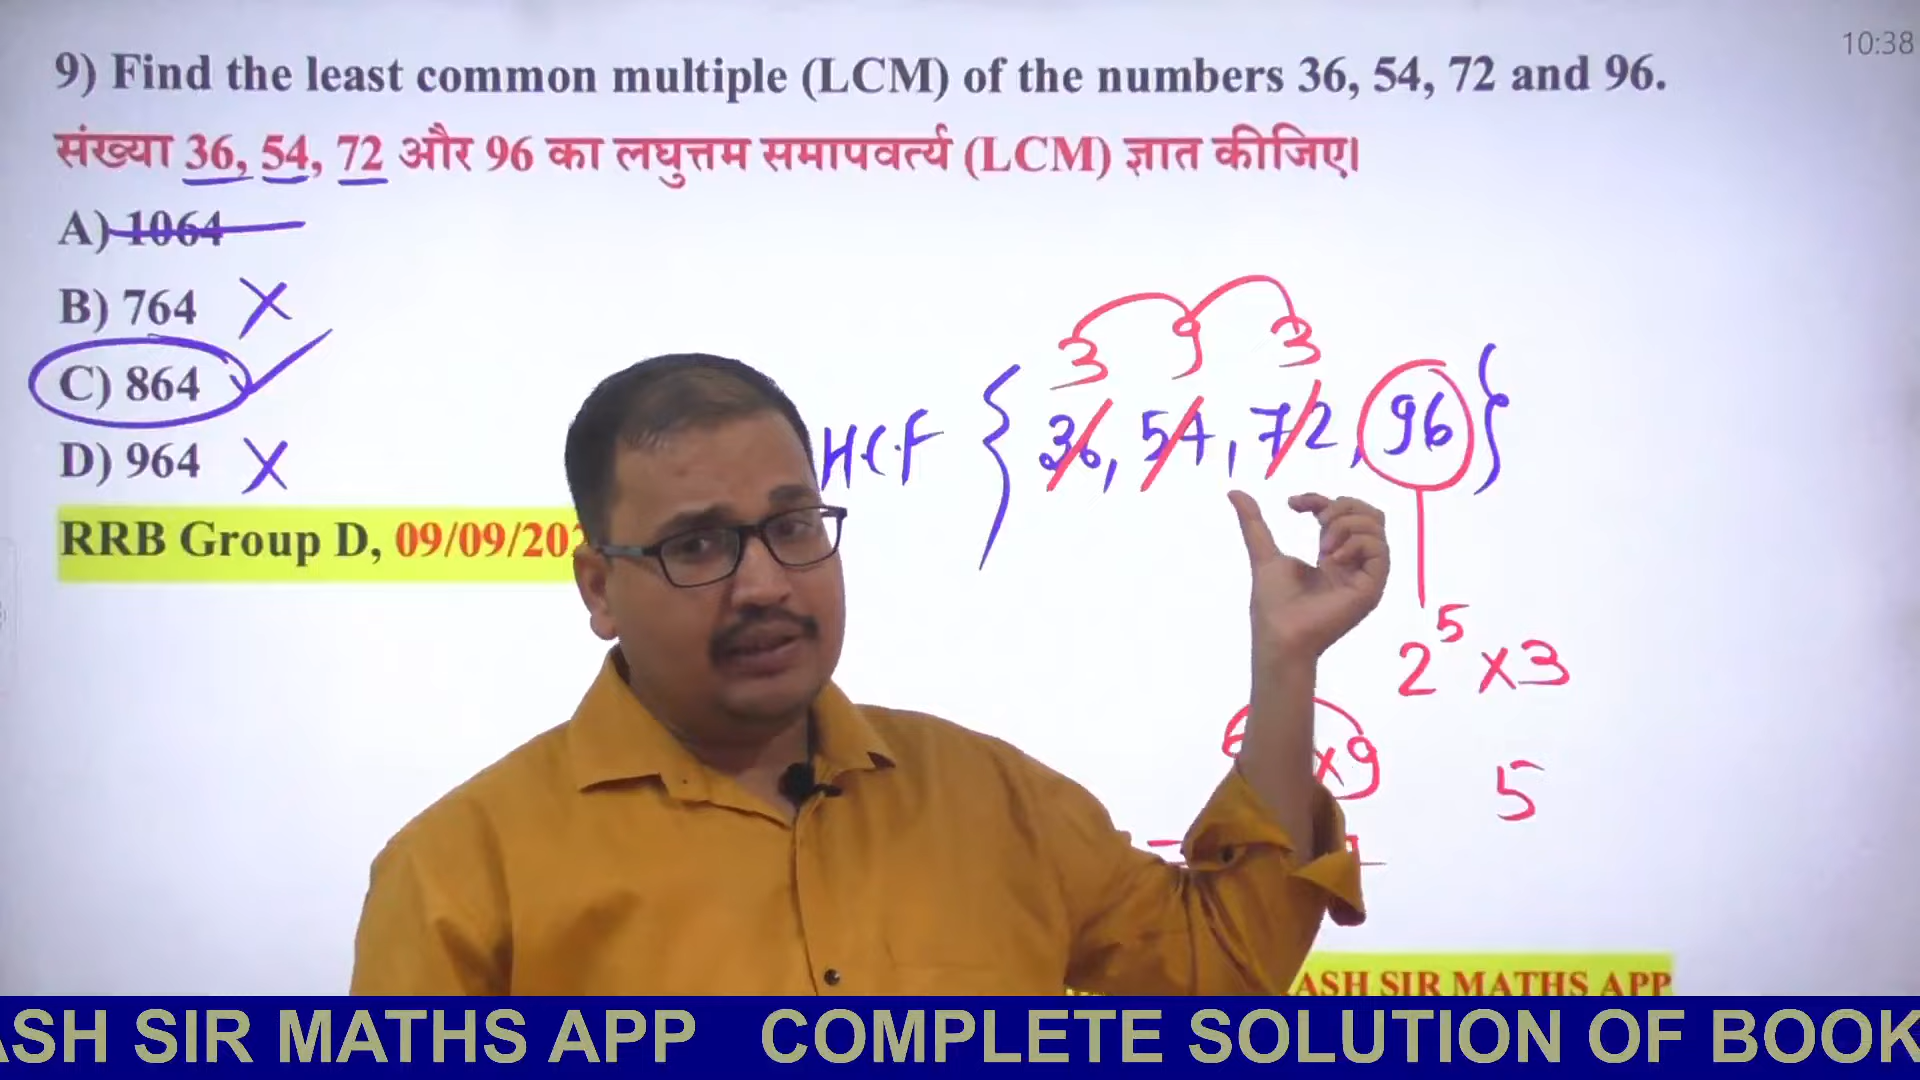 10:38
9) Find the least common multiple (LCM) of the numbers 36, 54, 72 and 96.
संख्या 36, 54, 72 और 96 का लघुत्तम समापवर्त्य (LCM) ज्ञात कीजिए।
A) 1064
B) 764
C) 864
D) 964
RRB Group D, 09/09/20
3 9 3
HCF { 36, 54, 72, 96 }
2^5 × 3
x9
5
ASH SIR MATHS APP
ASH SIR MATHS APP COMPLETE SOLUTION OF BOOK